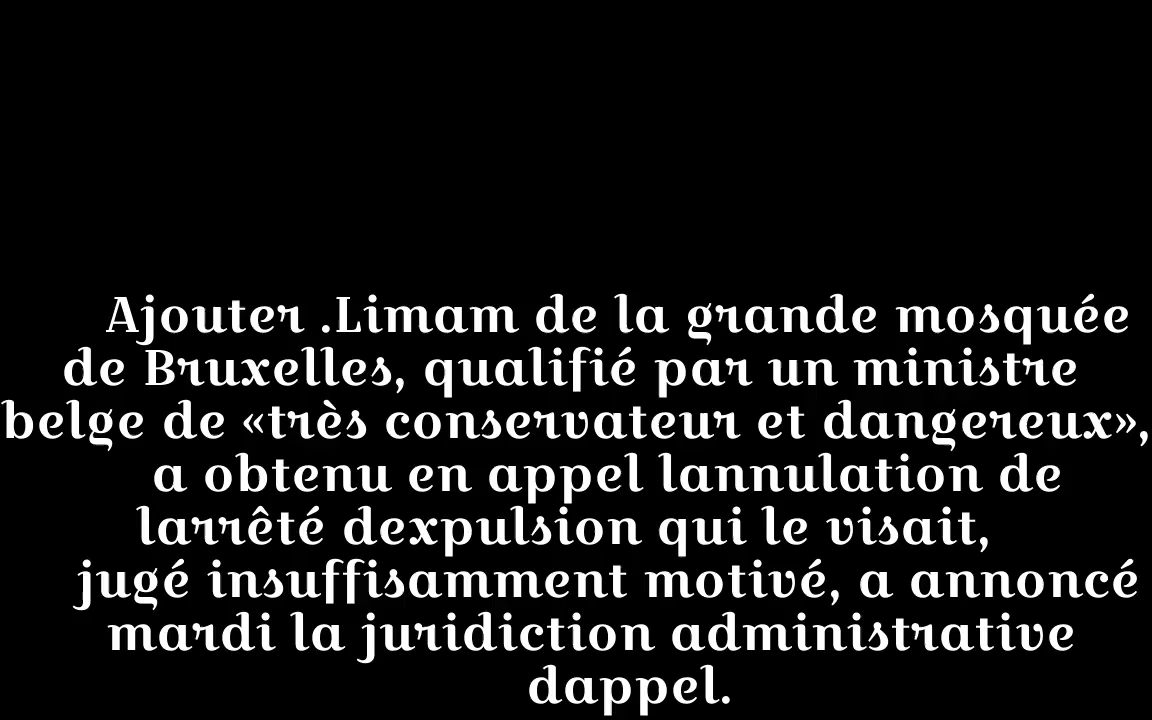 Ajouter .Limam de la grande mosquée
de Bruxelles, qualifié par un ministre
belge de «très conservateur et dangereux»,
a obtenu en appel lannulation de
larrêté dexpulsion qui le visait,
jugé insuffisamment motivé, a annoncé
mardi la juridiction administrative
dappel.